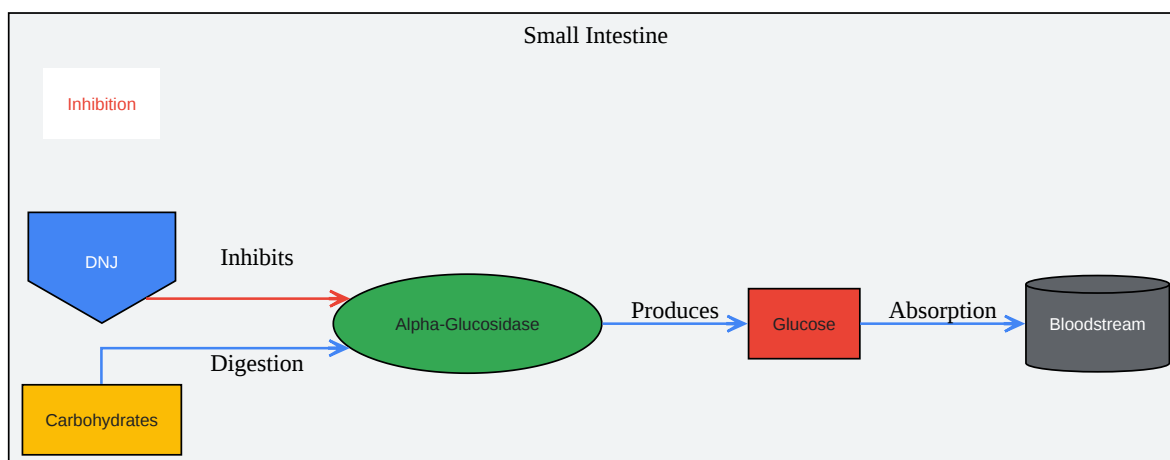 Small Intestine
Inhibition
DNJ
Inhibits
Alpha-Glucosidase
Produces
Glucose
Absorption
Bloodstream
Digestion
Carbohydrates